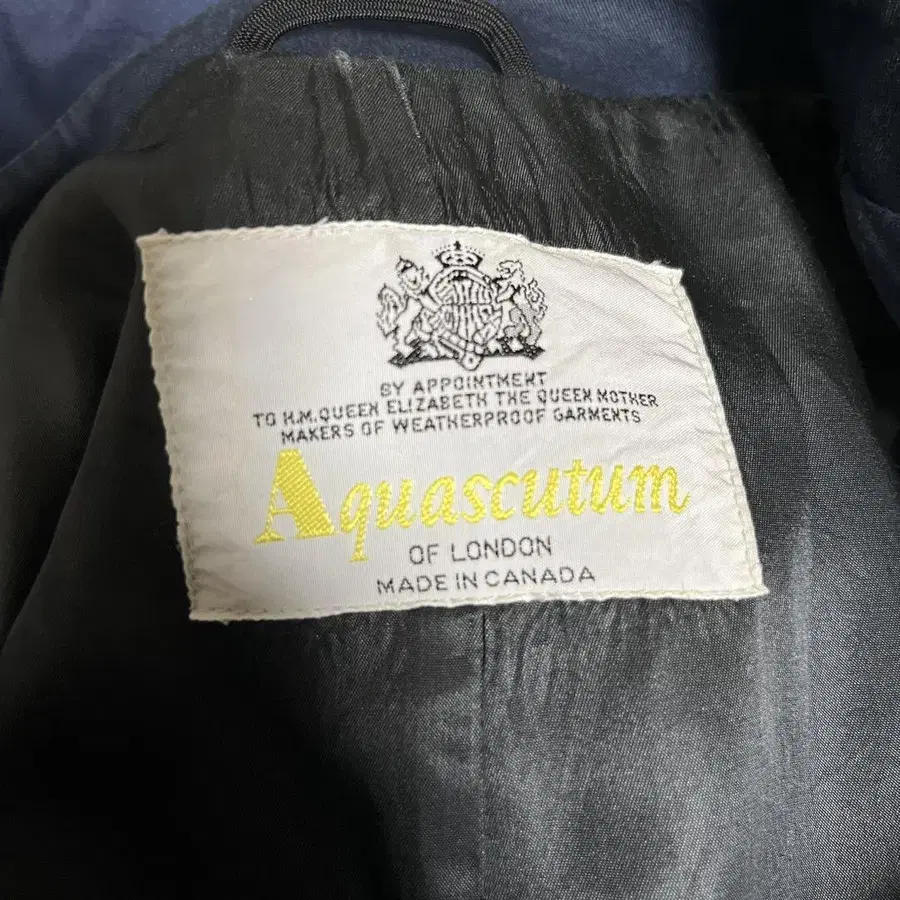 BY APPOINTMENT
TO H.M. QUEEN ELIZABETH THE QUEEN MOTHER
MAKERS OF WEATHERPROOF GARMENTS
Aquascutum
OF LONDON
MADE IN CANADA